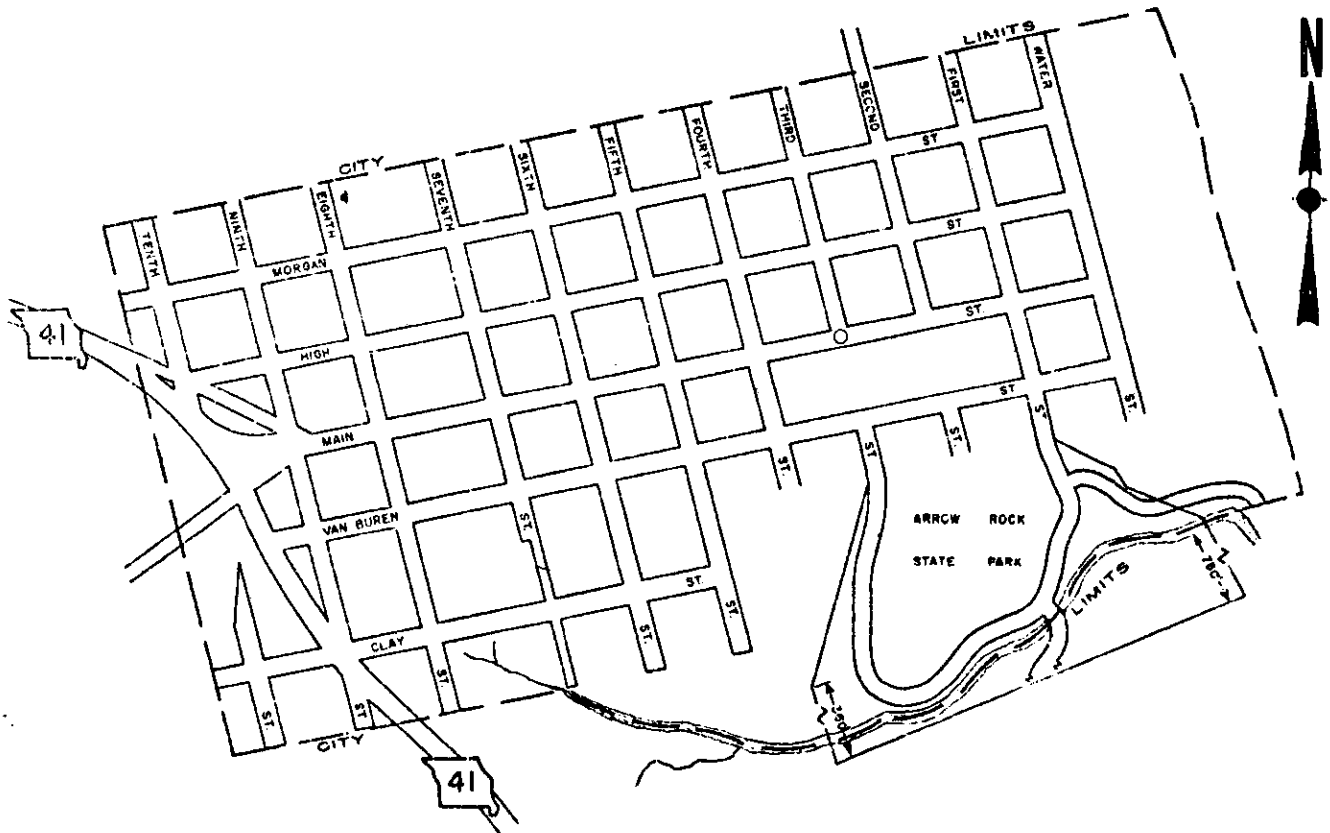 N
LIMITS
WATER
FIRST
SECOND
THIRD
FOURTH
FIFTH
SIXTH
SEVENTH
CITY
EIGHTH
NINTH
TENTH
ST
MORGAN
ST
41
HIGH
ST.
MAIN
ST
ST.
ST
ST.
ST
ST.
VAN BUREN
ST.
ARROW ROCK
STATE PARK
LIMITS
780'
ST.
CLAY
ST.
ST.
ST.
ST.
ST.
CITY
41